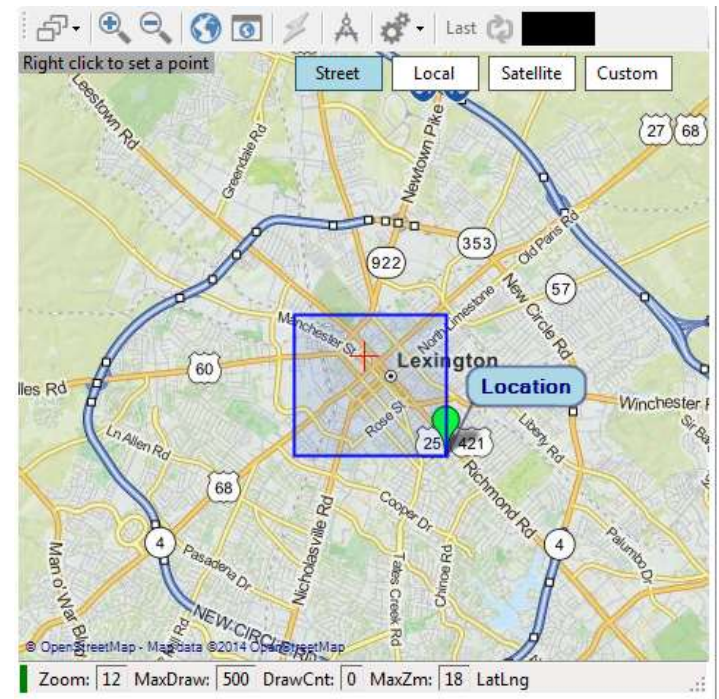 Last
Right click to set a point
Street Local Satellite Custom
Leestown Rd
Greendale Rd
Newtown Pike
27 68
353
Old Paris Rd
922
57
New Circle Rd
Manchester St
North Limestone
60
Lexington
Location
lles Rd
Winchester
Rose St
25 421
Liberty Rd
Ln Allen Rd
68
Richmond Rd
Cooper Dr
Nicholasville Rd
4
4
Palumbo Dr
Pasadena Dr
Tates Creek Rd
Chinoe Rd
Man o' War Blvd
NEW CIRCLE RD
© OpenStreetMap - Map data ©2014 OpenStreetMap
Zoom: 12 MaxDraw: 500 DrawCnt: 0 MaxZm: 18 LatLng